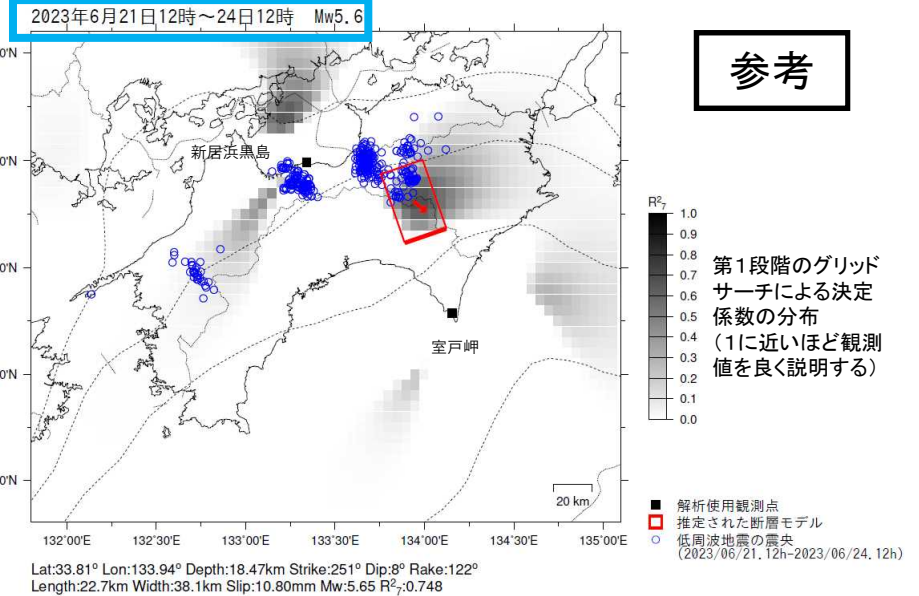 2023年6月21日12時～24日12時 Mw5.6
参考
新居浜黒島
室戸岬
20 km
0°N
0°N
0°N
0°N
0°N
132°00'E 132°30'E 133°00'E 133°30'E 134°00'E 134°30'E 135°00'E
R²₇
1.0
0.9
0.8
0.7
0.6
0.5
0.4
0.3
0.2
0.1
0.0
第１段階のグリッド
サーチによる決定
係数の分布
（１に近いほど観測
値を良く説明する）
解析使用観測点
推定された断層モデル
低周波地震の震央
(2023/06/21.12h-2023/06/24.12h)
Lat:33.81° Lon:133.94° Depth:18.47km Strike:251° Dip:8° Rake:122°
Length:22.7km Width:38.1km Slip:10.80mm Mw:5.65 R²₇:0.748